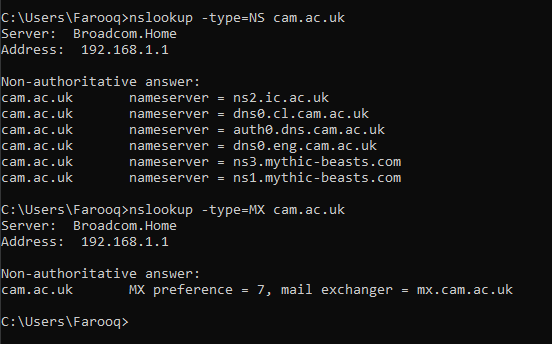 C:\Users\Farooq>nslookup -type=NS cam.ac.uk
Server:  Broadcom.Home
Address:  192.168.1.1
Non-authoritative answer:
cam.ac.uk       nameserver = ns2.ic.ac.uk
cam.ac.uk       nameserver = dns0.cl.cam.ac.uk
cam.ac.uk       nameserver = auth0.dns.cam.ac.uk
cam.ac.uk       nameserver = dns0.eng.cam.ac.uk
cam.ac.uk       nameserver = ns3.mythic-beasts.com
cam.ac.uk       nameserver = ns1.mythic-beasts.com
C:\Users\Farooq>nslookup -type=MX cam.ac.uk
Server:  Broadcom.Home
Address:  192.168.1.1
Non-authoritative answer:
cam.ac.uk       MX preference = 7, mail exchanger = mx.cam.ac.uk
C:\Users\Farooq>